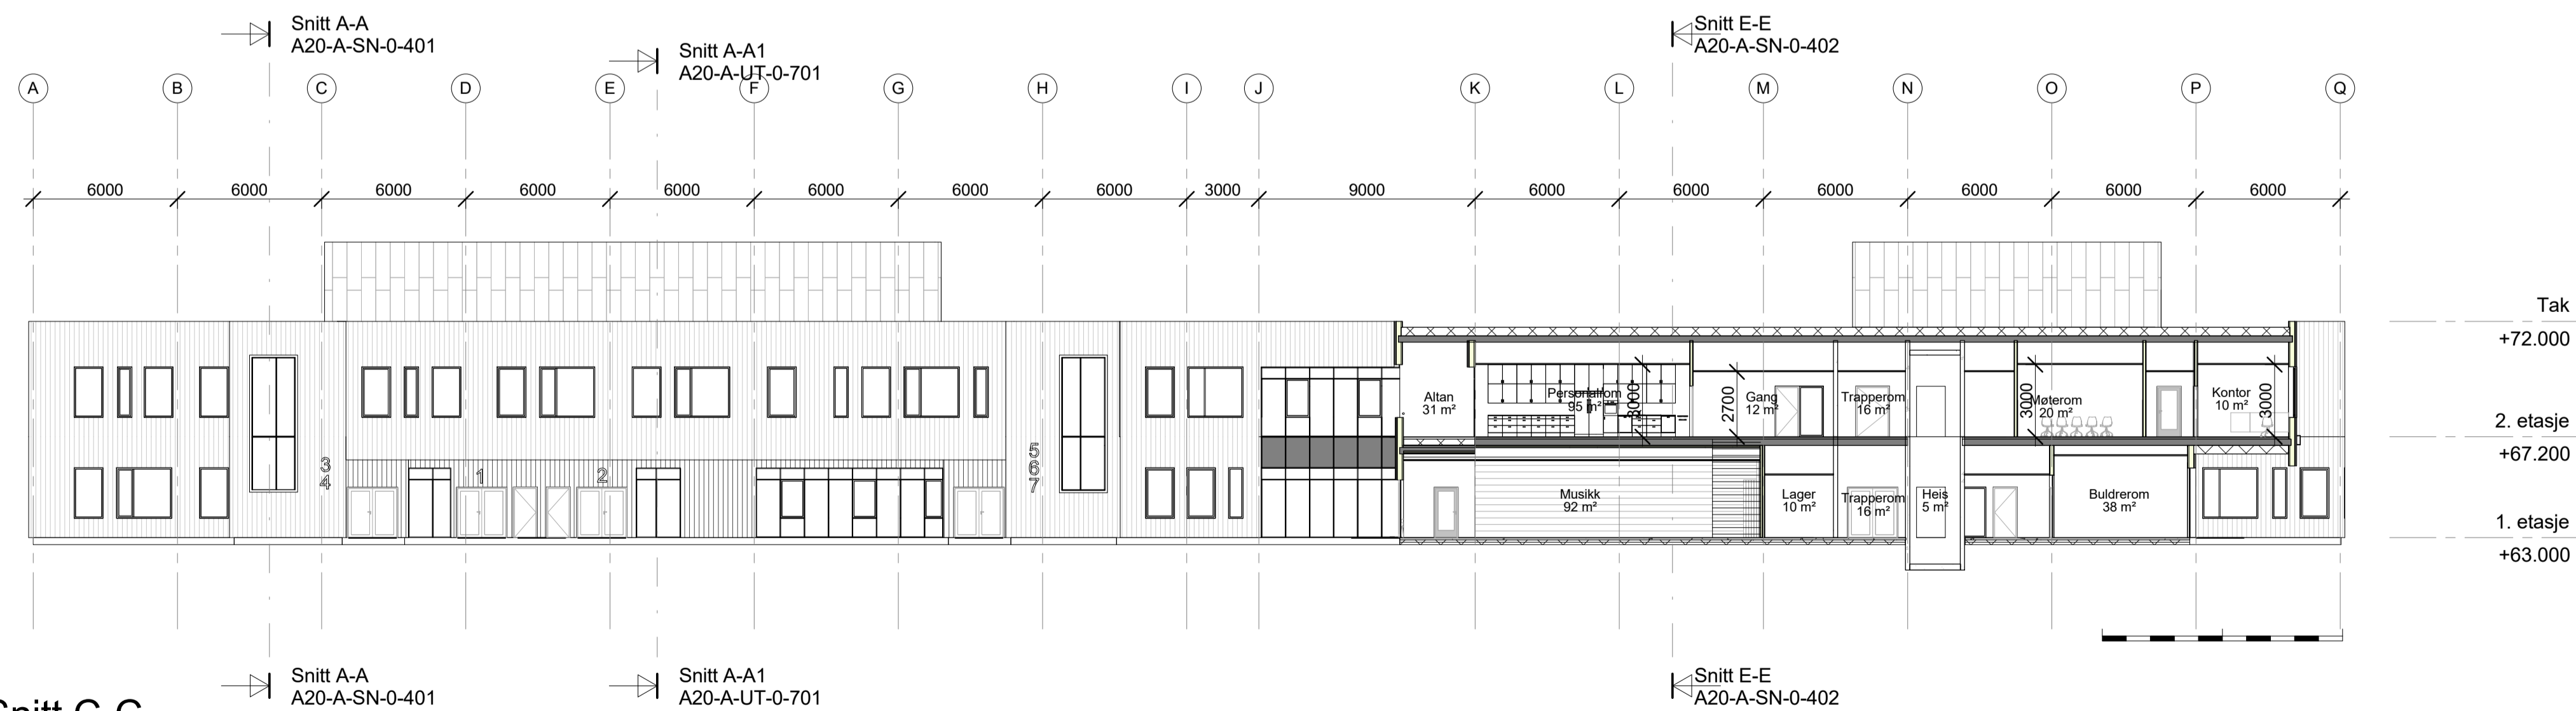 Snitt A-A
A20-A-SN-0-401
Snitt A-A1
A20-A-UT-0-701
Snitt E-E
A20-A-SN-0-402
A B C D E F G H I J K L M N O P Q
6000 6000 6000 6000 6000 6000 6000 6000 3000 9000 6000 6000 6000 6000 6000 6000
Tak
+72.000
2. etasje
+67.200
1. etasje
+63.000
Altan
31 m²
Personalrom
95 m²
3000
2700
Gang
12 m²
Trapperom
16 m²
3000
Møterom
20 m²
Kontor
10 m²
3000
3
4
1
2
5
6
7
Musikk
92 m²
Lager
10 m²
Trapperom
16 m²
Heis
5 m²
Buldrerom
38 m²
Snitt A-A
A20-A-SN-0-401
Snitt A-A1
A20-A-UT-0-701
Snitt E-E
A20-A-SN-0-402